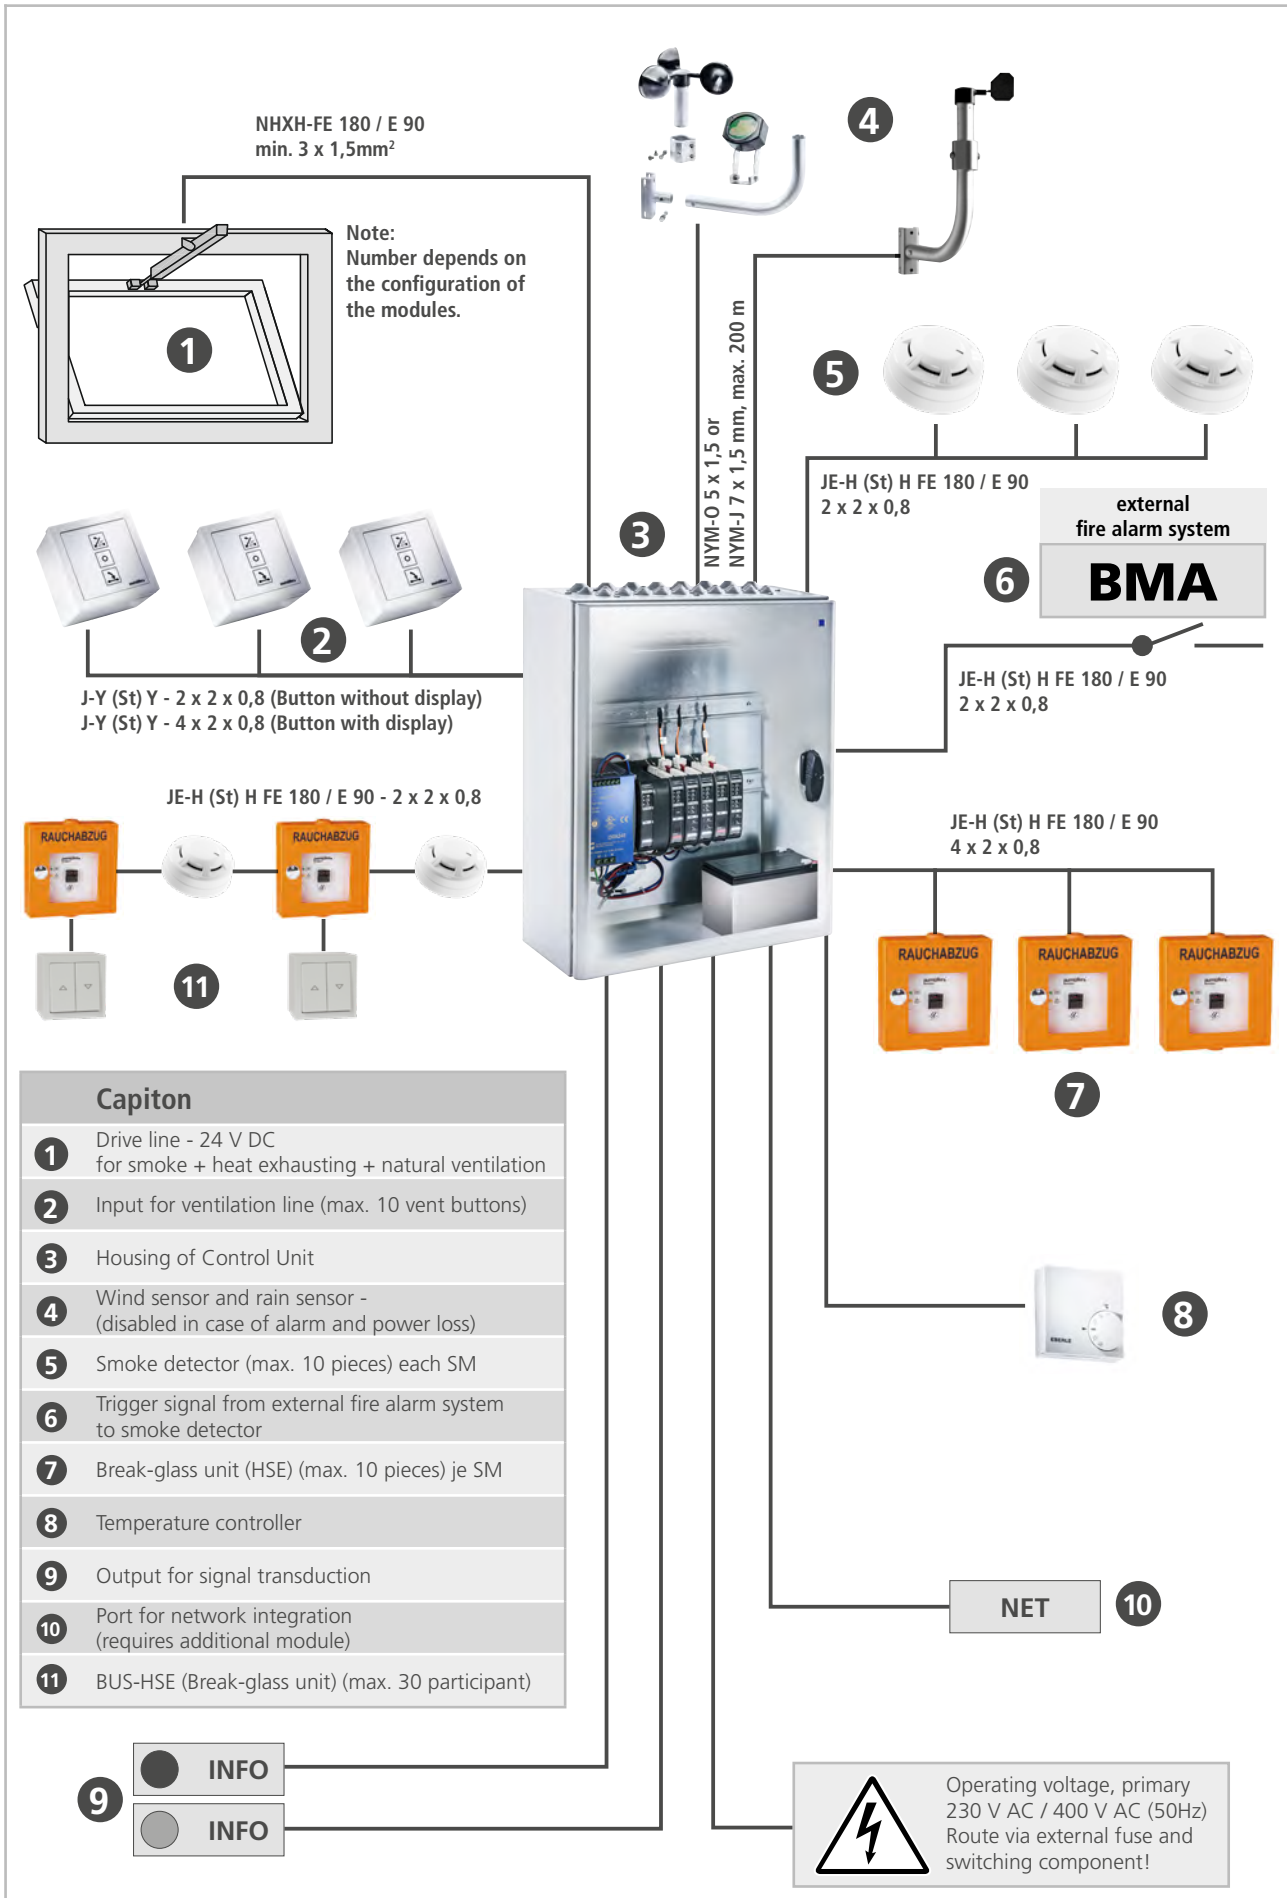 NHXH-FE 180 / E 90
min. 3 x 1,5mm²
4
Note:
Number depends on
the configuration of
the modules.
1
NYM-O 5 x 1,5 or
NYM-J 7 x 1,5 mm, max. 200 m
5
JE-H (St) H FE 180 / E 90
2 x 2 x 0,8
external
fire alarm system
3
6
BMA
2
JE-H (St) H FE 180 / E 90
2 x 2 x 0,8
J-Y (St) Y - 2 x 2 x 0,8 (Button without display)
J-Y (St) Y - 4 x 2 x 0,8 (Button with display)
JE-H (St) H FE 180 / E 90 - 2 x 2 x 0,8
RAUCHABZUG
RAUCHABZUG
JE-H (St) H FE 180 / E 90
4 x 2 x 0,8
RAUCHABZUG
RAUCHABZUG
RAUCHABZUG
11
7
Capiton
1 Drive line - 24 V DC
for smoke + heat exhausting + natural ventilation
2 Input for ventilation line (max. 10 vent buttons)
3 Housing of Control Unit
4 Wind sensor and rain sensor -
(disabled in case of alarm and power loss)
5 Smoke detector (max. 10 pieces) each SM
6 Trigger signal from external fire alarm system
to smoke detector
7 Break-glass unit (HSE) (max. 10 pieces) je SM
8 Temperature controller
9 Output for signal transduction
10 Port for network integration
(requires additional module)
11 BUS-HSE (Break-glass unit) (max. 30 participant)
EBERLE
8
NET
10
9
INFO
INFO
Operating voltage, primary
230 V AC / 400 V AC (50Hz)
Route via external fuse and
switching component!